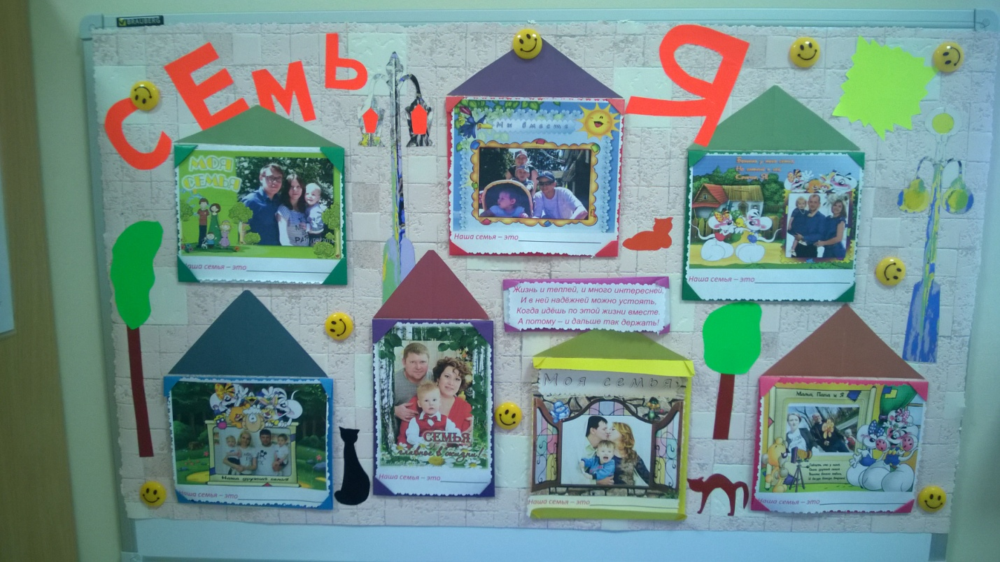 BRAUBERG
СЕМЬ Я
МОЯ
СЕМЬЯ
Наша семья – это
Мы вместе
Наша семья – это
Наша семья – это
Жизнь и теплей, и много интересней,
И в ней надёжней можно устоять,
Когда идёшь по этой жизни вместе.
А потому – и дальше так держать!
Наша дружная семья
Наша семья – это
СЕМЬЯ
главное в жизни!
Наша семья – это
Моя семья
Наша семья – это
Мама, Папа и Я
Наша семья – это